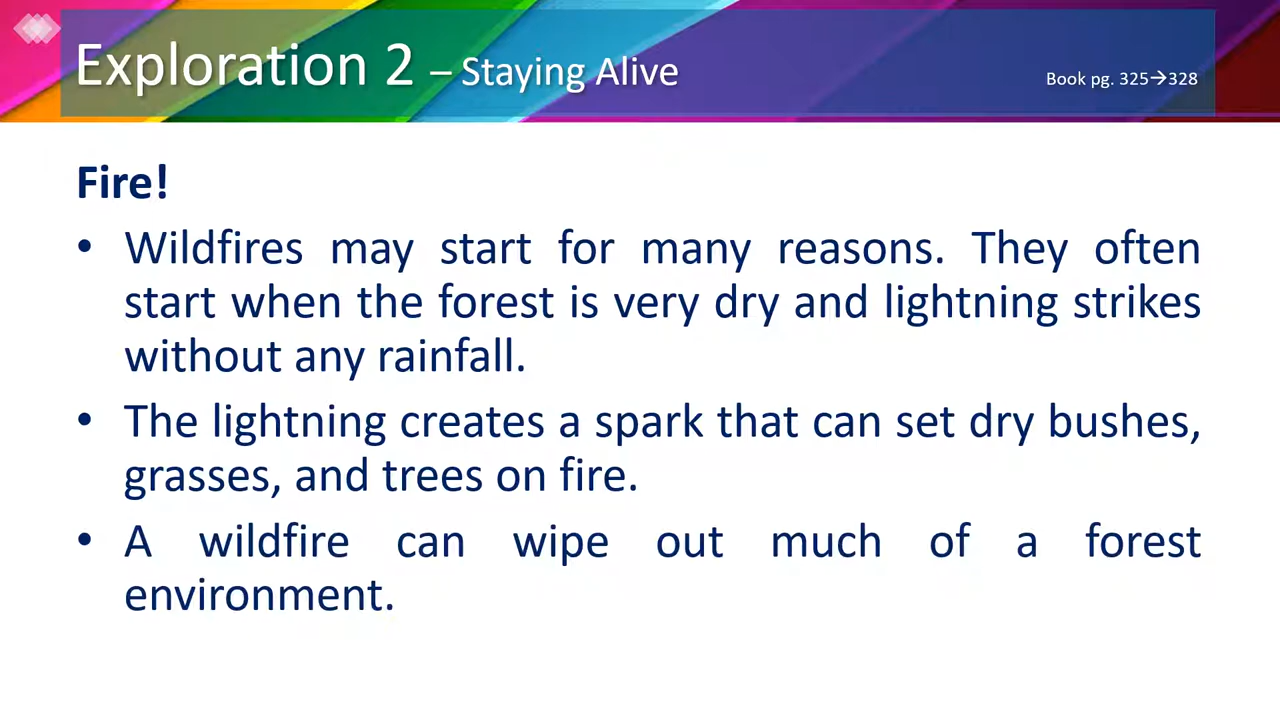 Exploration 2 – Staying Alive
Book pg. 325→328
Fire!
• Wildfires may start for many reasons. They often
start when the forest is very dry and lightning strikes
without any rainfall.
• The lightning creates a spark that can set dry bushes,
grasses, and trees on fire.
• A wildfire can wipe out much of a forest
environment.